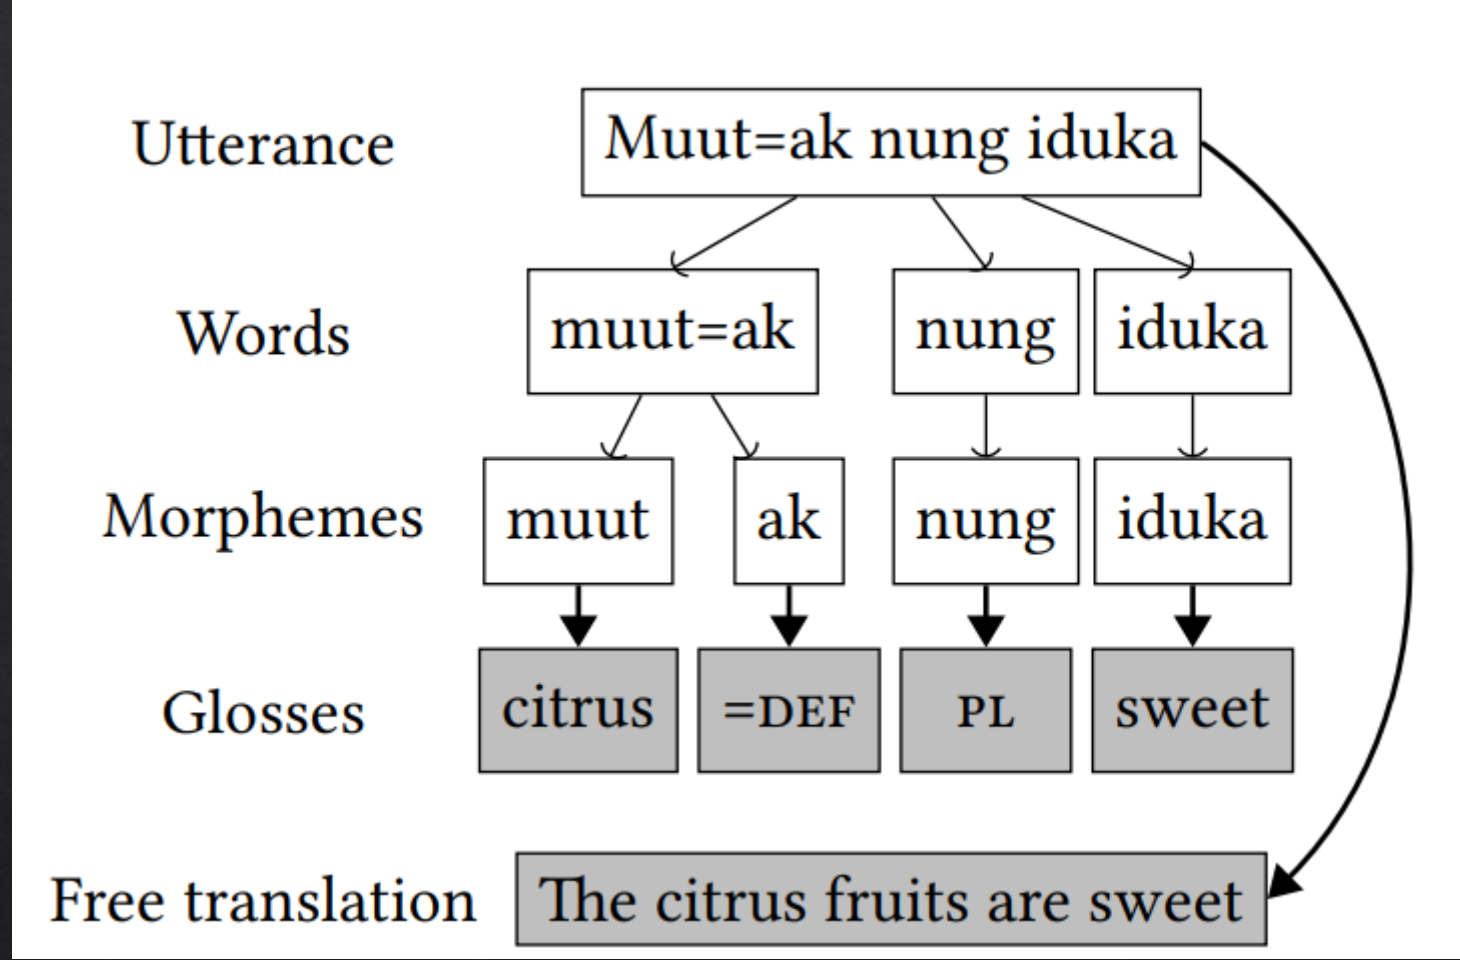 Utterance Muut=ak nung iduka
Words muut=ak nung iduka
Morphemes muut ak nung iduka
Glosses citrus =DEF PL sweet
Free translation The citrus fruits are sweet